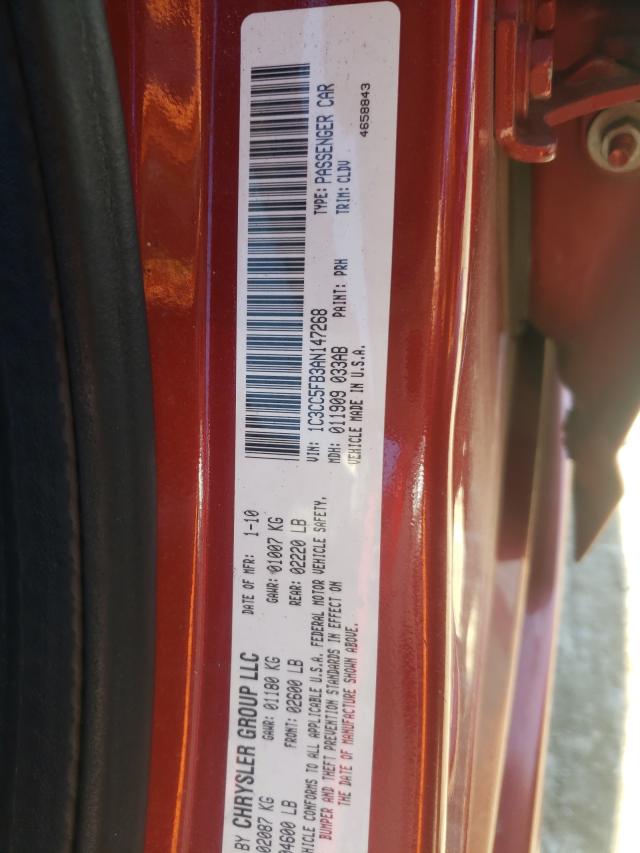 BY CHRYSLER GROUP LLC
DATE OF MFR: 1-10
02087 KG
GAWR: 01180 KG
GAWR: 01007 KG
04600 LB
FRONT: 02600 LB
REAR: 02220 LB
VEHICLE CONFORMS TO ALL APPLICABLE U.S.A. FEDERAL MOTOR VEHICLE SAFETY,
BUMPER AND THEFT PREVENTION STANDARDS IN EFFECT ON
THE DATE OF MANUFACTURE SHOWN ABOVE.
VIN: 1C3CC5FB3AN147268
TYPE: PASSENGER CAR
MDH: 011909 033AB
PAINT: PRH
TRIM: CLDV
VEHICLE MADE IN U.S.A.
4658843